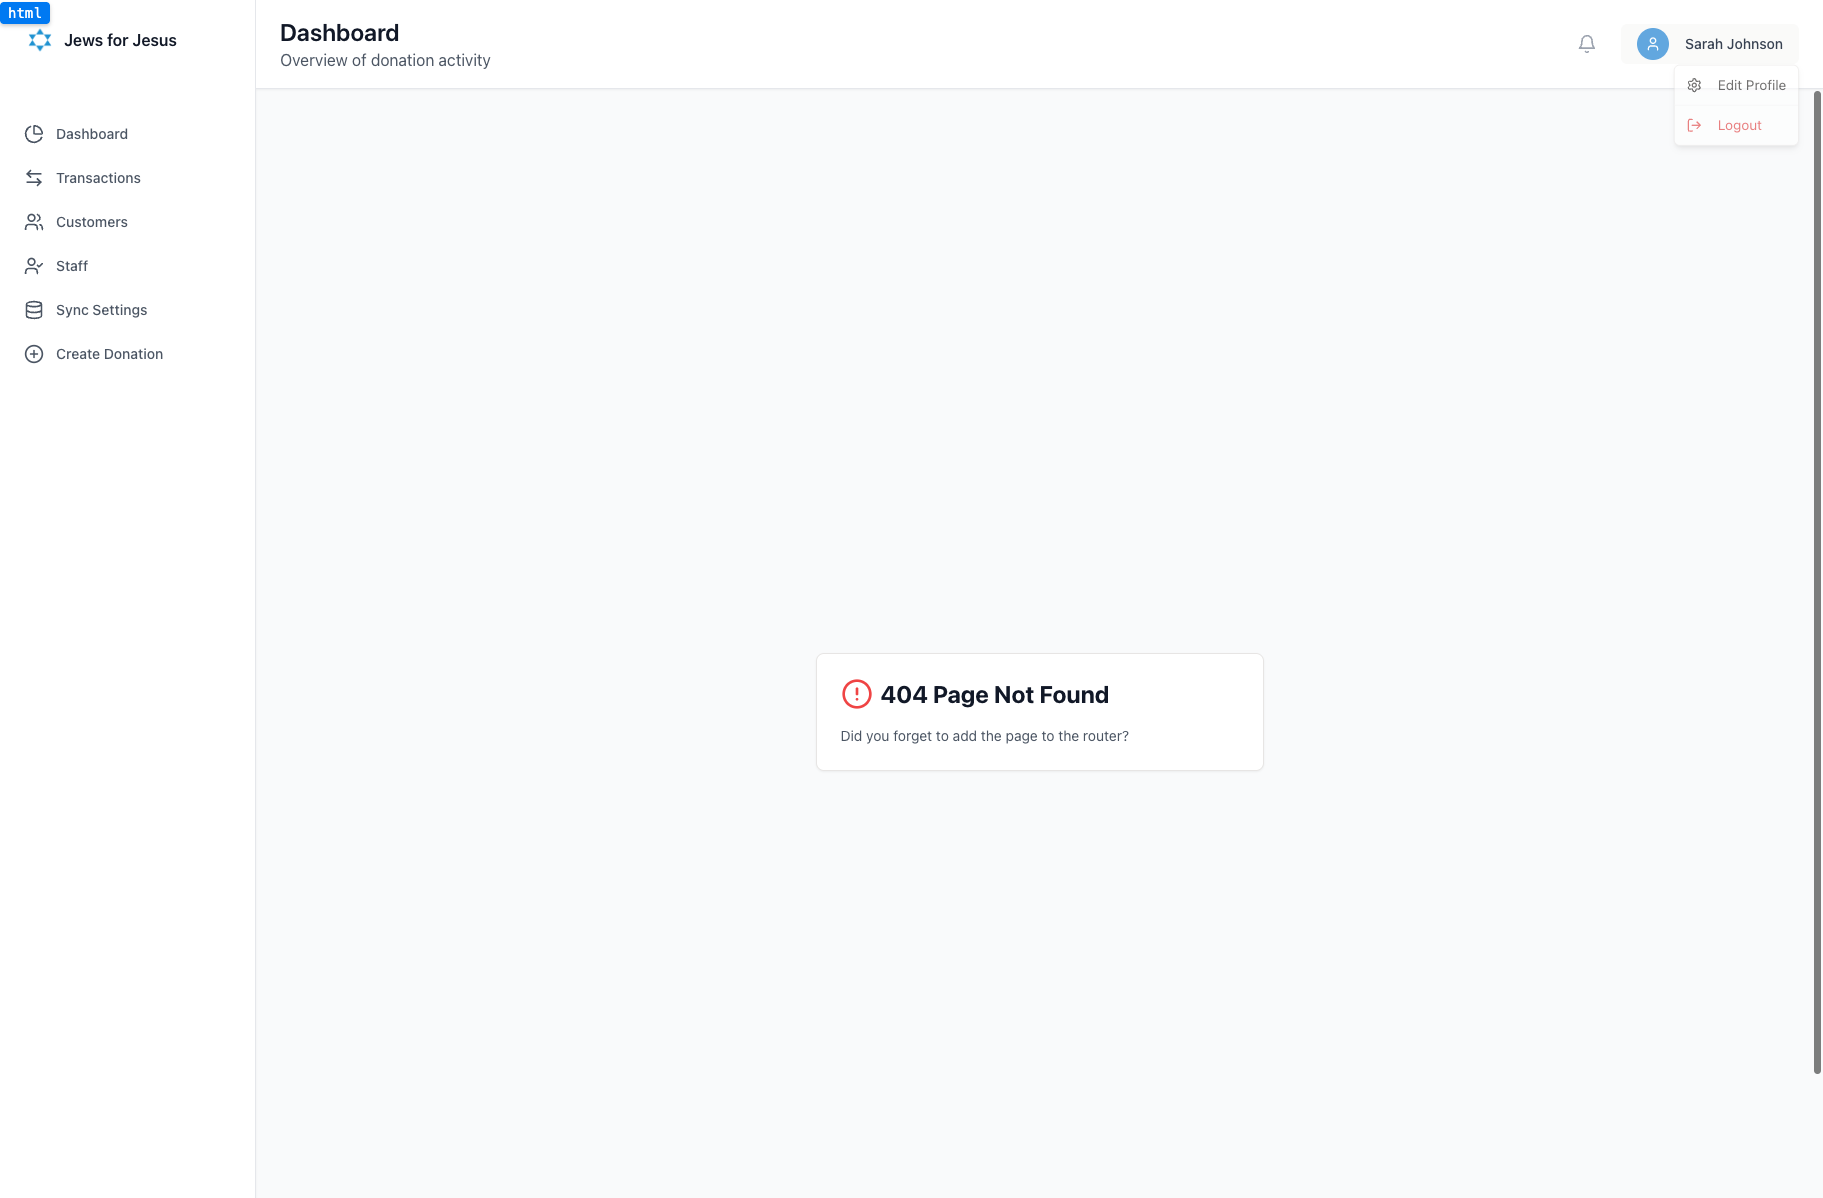 html
Jews for Jesus
Dashboard
Transactions
Customers
Staff
Sync Settings
Create Donation
Dashboard
Overview of donation activity
Sarah Johnson
Edit Profile
Logout
404 Page Not Found
Did you forget to add the page to the router?